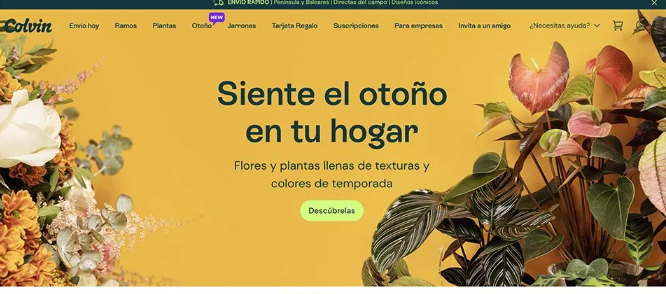 ENVÍO RÁPIDO | Península y Baleares | Directas del campo | Diseños icónicos
Colvin
Envío hoy
Ramos
Plantas
Otoño
NEW
Jarrones
Tarjeta Regalo
Suscripciones
Para empresas
Invita a un amigo
¿Necesitas ayuda?
Siente el otoño
en tu hogar
Flores y plantas llenas de texturas y
colores de temporada
Descúbrelas